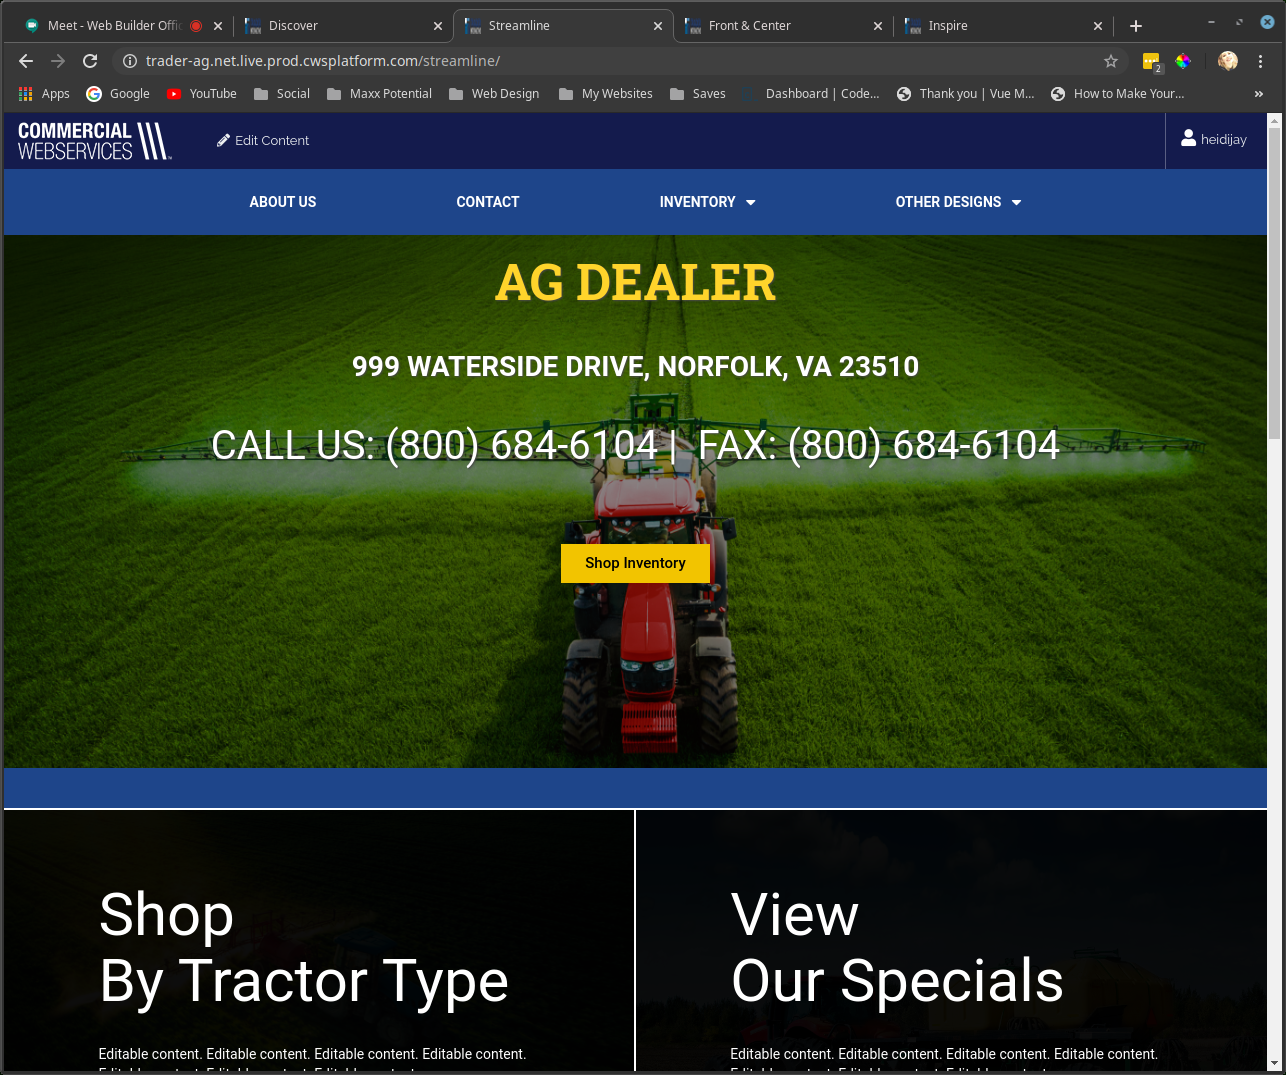 Meet - Web Builder Offic
Discover
Streamline
Front & Center
Inspire
trader-ag.net.live.prod.cwsplatform.com/streamline/
2
Apps
Google
YouTube
Social
Maxx Potential
Web Design
My Websites
Saves
Dashboard | Code...
Thank you | Vue M...
How to Make Your...
»
COMMERCIAL
WEBSERVICES
Edit Content
heidijay
ABOUT US
CONTACT
INVENTORY
OTHER DESIGNS
AG DEALER
999 WATERSIDE DRIVE, NORFOLK, VA 23510
CALL US: (800) 684-6104 | FAX: (800) 684-6104
Shop Inventory
Shop
By Tractor Type
Editable content. Editable content. Editable content. Editable content.
View
Our Specials
Editable content. Editable content. Editable content. Editable content.